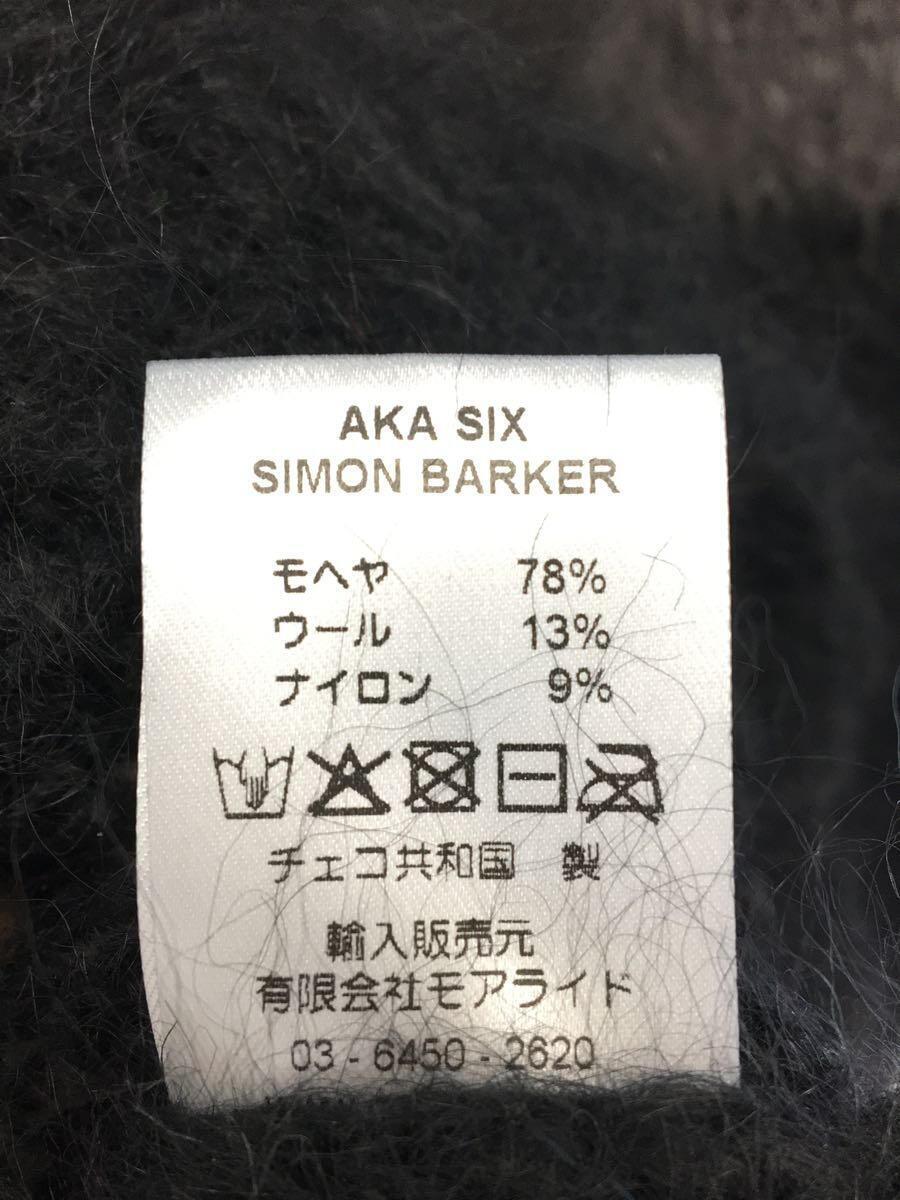 AKA SIX
SIMON BARKER
モヘヤ 78%
ウール 13%
ナイロン 9%
チェコ共和国 製
輸入販売元
有限会社モアライド
03 - 6450 - 2620